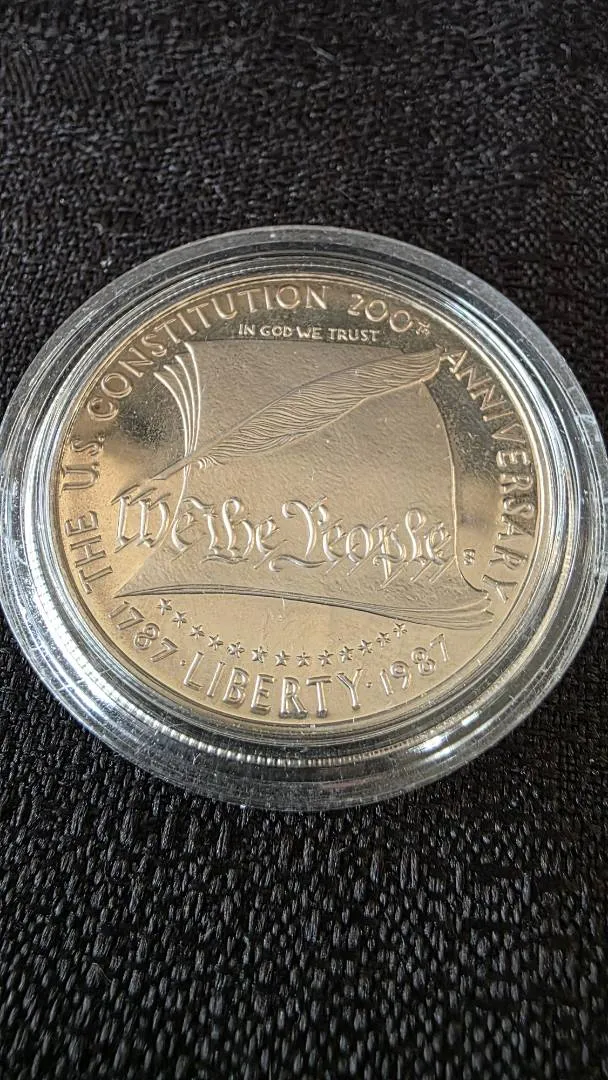 THE U.S. CONSTITUTION 200TH ANNIVERSARY
IN GOD WE TRUST
We the People
S
1787 · LIBERTY · 1987